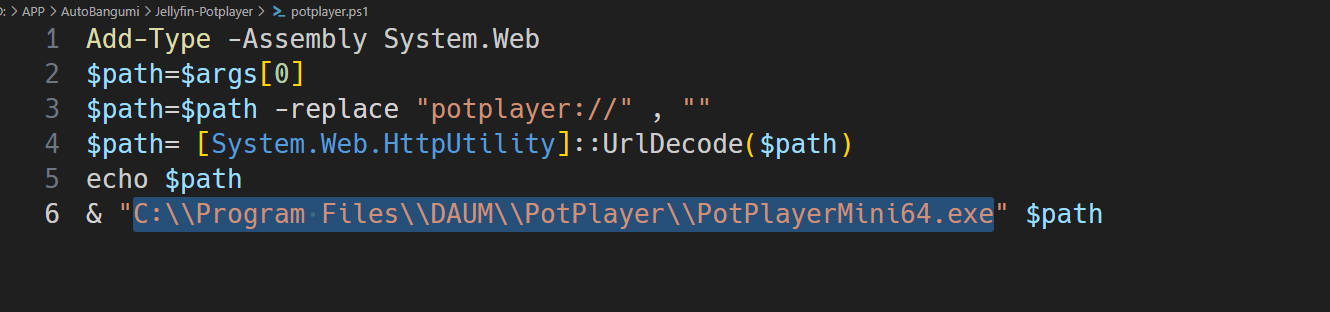 D: > APP > AutoBangumi > Jellyfin-Potplayer > potplayer.ps1
1 Add-Type -Assembly System.Web
2 $path=$args[0]
3 $path=$path -replace "potplayer://" , ""
4 $path= [System.Web.HttpUtility]::UrlDecode($path)
5 echo $path
6 & "C:\\Program Files\\DAUM\\PotPlayer\\PotPlayerMini64.exe" $path